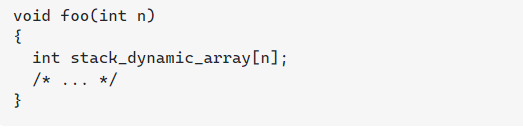 void foo(int n)
{
  int stack_dynamic_array[n];
  /* ... */
}